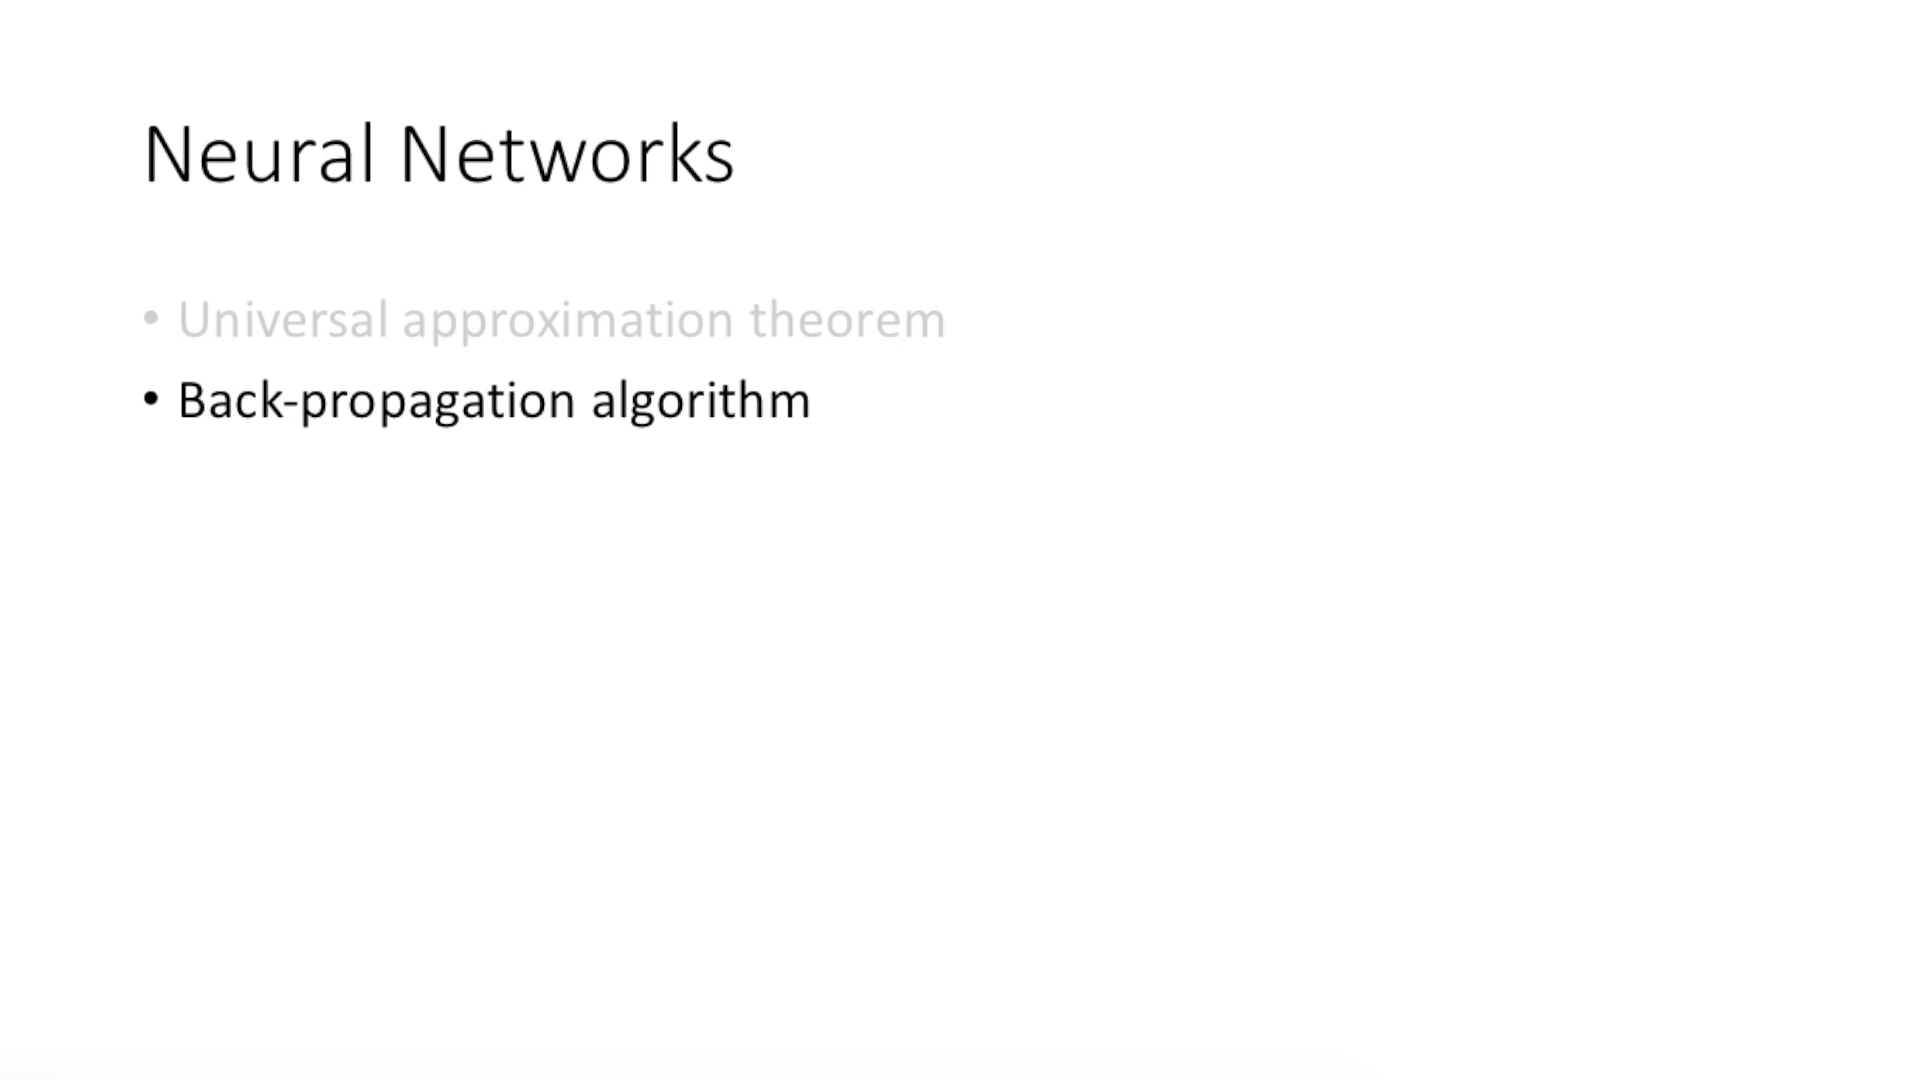 Neural Networks
• Universal approximation theorem
• Back-propagation algorithm